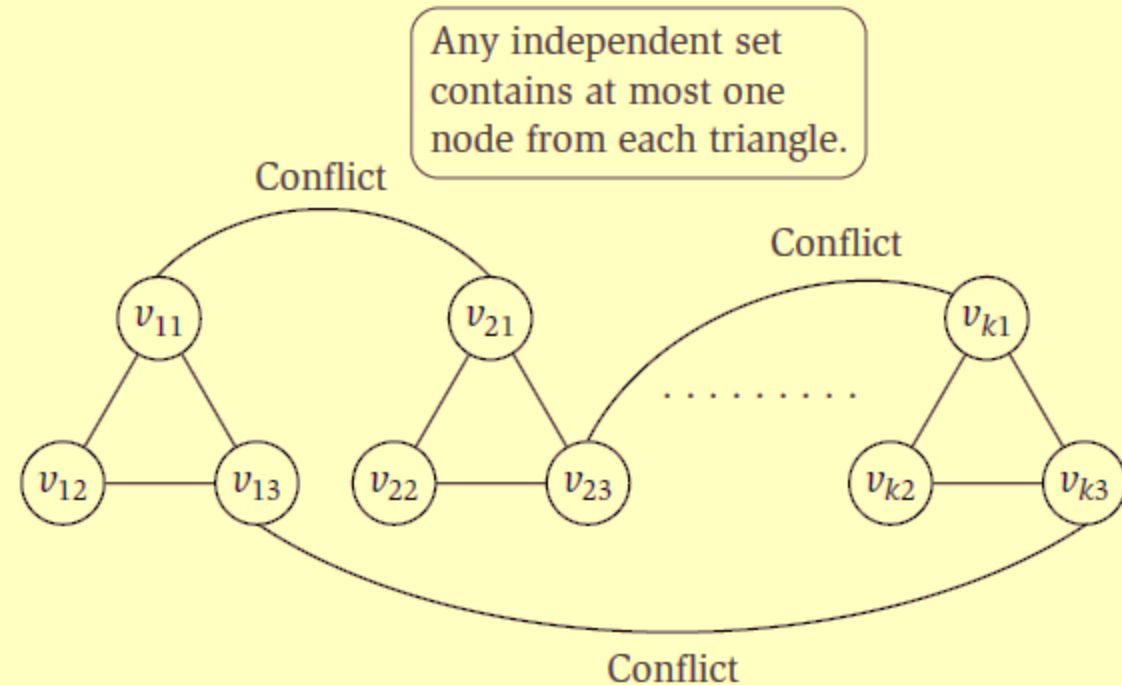 Any independent set
contains at most one
node from each triangle.
Conflict
Conflict
v11
v21
vk1
. . . . . . . . .
v12
v13
v22
v23
vk2
vk3
Conflict